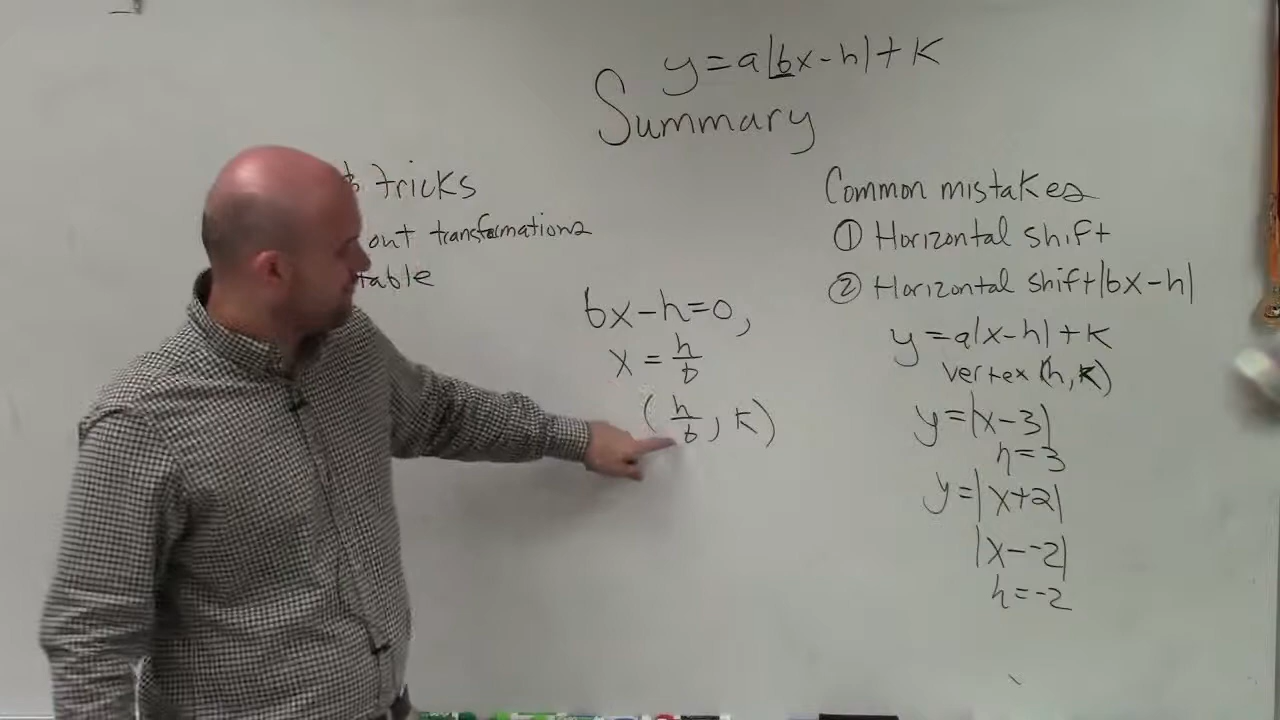 y=a|bx-h|+k
Summary
tricks
out transformations
table
bx-h=0,
x=h/b
(h/b, k)
Common mistakes
① Horizontal shift
② Horizontal shift|bx-h|
y=a|x-h|+k
vertex (h,k)
y=|x-3|
h=3
y=|x+2|
|x--2|
h=-2